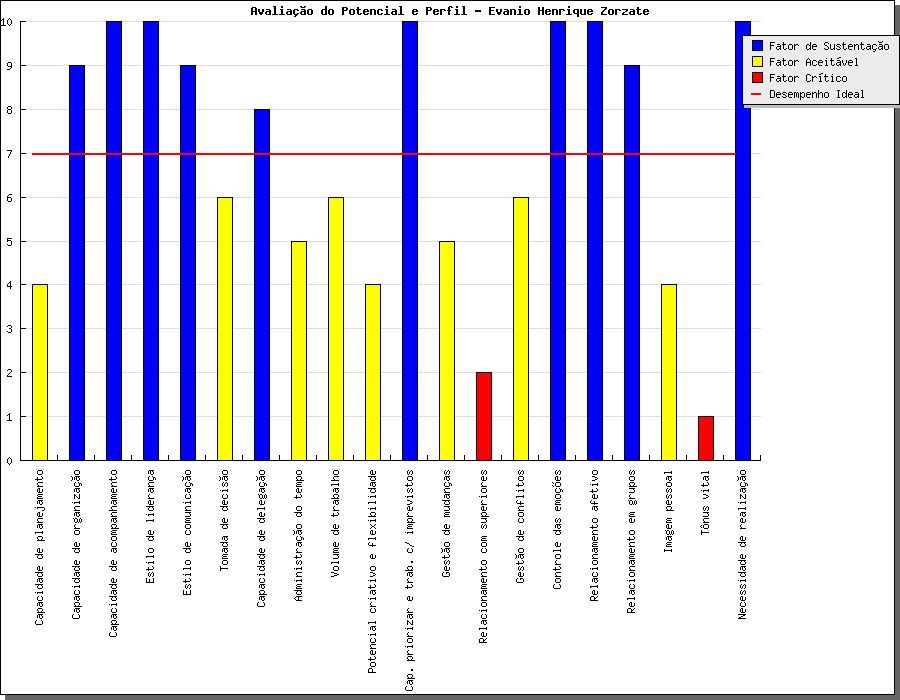 Avaliação do Potencial e Perfil - Evanio Henrique Zorzate
Fator de Sustentação
Fator Aceitável
Fator Crítico
Desempenho Ideal
10
9
8
7
6
5
4
3
2
1
0
Capacidade de planejamento
Capacidade de organização
Capacidade de acompanhamento
Estilo de liderança
Estilo de comunicação
Tomada de decisão
Capacidade de delegação
Administração do tempo
Volume de trabalho
Potencial criativo e flexibilidade
Cap. priorizar e trab. c/ imprevistos
Gestão de mudanças
Relacionamento com superiores
Gestão de conflitos
Controle das emoções
Relacionamento afetivo
Relacionamento em grupos
Imagem pessoal
Tônus vital
Necessidade de realização